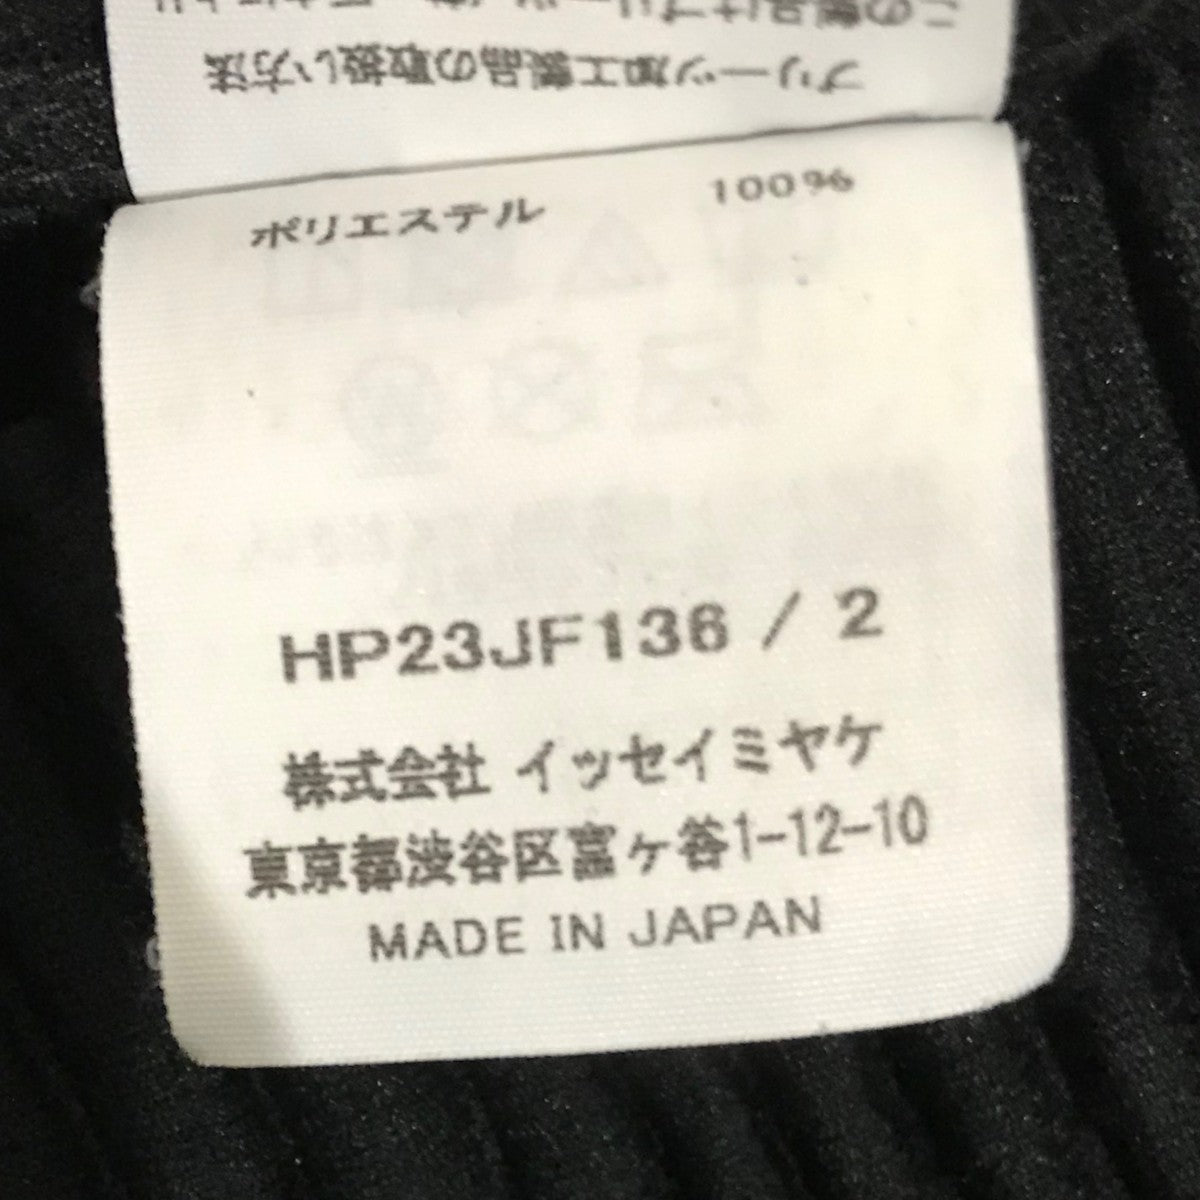 プリーツ加工製品の取扱い方法
ポリエステル 100%
HP23JF136 / 2
株式会社 イッセイミヤケ
東京都渋谷区富ヶ谷1-12-10
MADE IN JAPAN